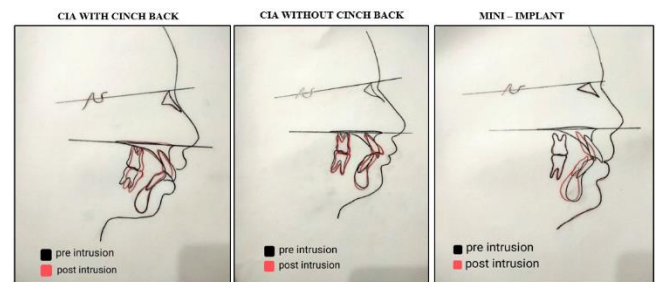 CIA WITH CINCH BACK
CIA WITHOUT CINCH BACK
MINI – IMPLANT
pre intrusion
post intrusion
pre intrusion
post intrusion
pre intrusion
post intrusion